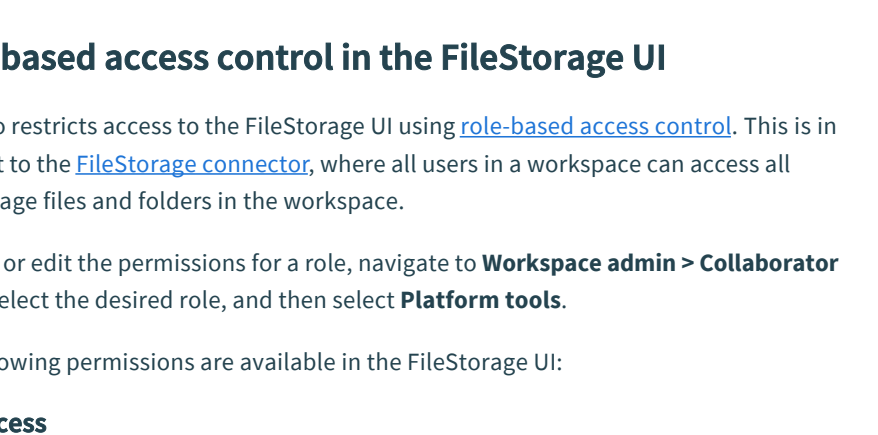 based access control in the FileStorage UI
restricts access to the FileStorage UI using role-based access control. This is in
to the FileStorage connector, where all users in a workspace can access all
age files and folders in the workspace.
or edit the permissions for a role, navigate to Workspace admin > Collaborator
elect the desired role, and then select Platform tools.
owing permissions are available in the FileStorage UI:
cess